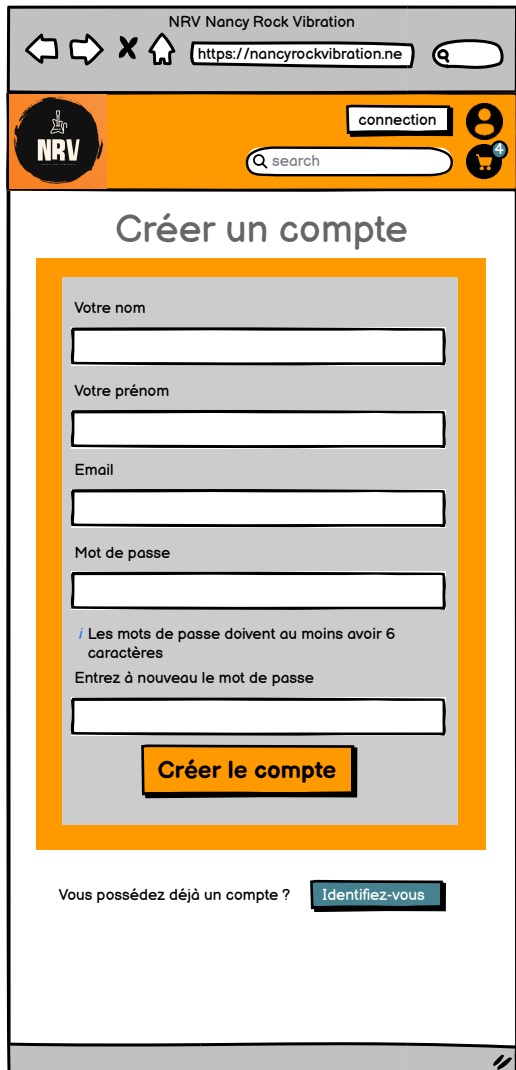 NRV Nancy Rock Vibration
https://nancyrockvibration.ne
connection
NRV
search
4
Créer un compte
Votre nom
Votre prénom
Email
Mot de passe
i Les mots de passe doivent au moins avoir 6
caractères
Entrez à nouveau le mot de passe
Créer le compte
Vous possédez déjà un compte ? Identifiez-vous